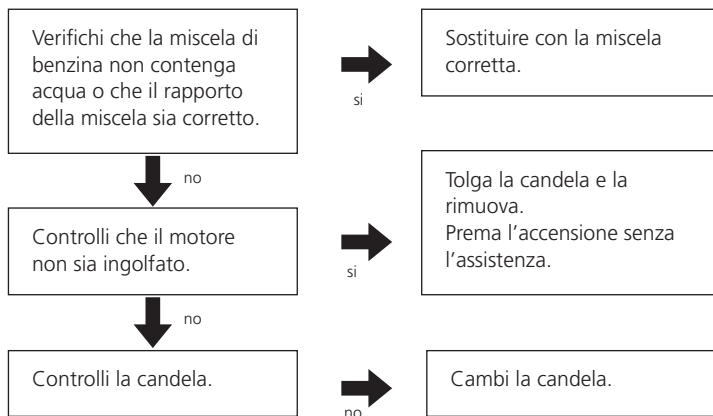 Verifichi che la miscela di
benzina non contenga
acqua o che il rapporto
della miscela sia corretto.
si
Sostituire con la miscela
corretta.
no
Controlli che il motore
non sia ingolfato.
si
Tolga la candela e la
rimuova.
Prema l'accensione senza
l'assistenza.
no
Controlli la candela.
no
Cambi la candela.